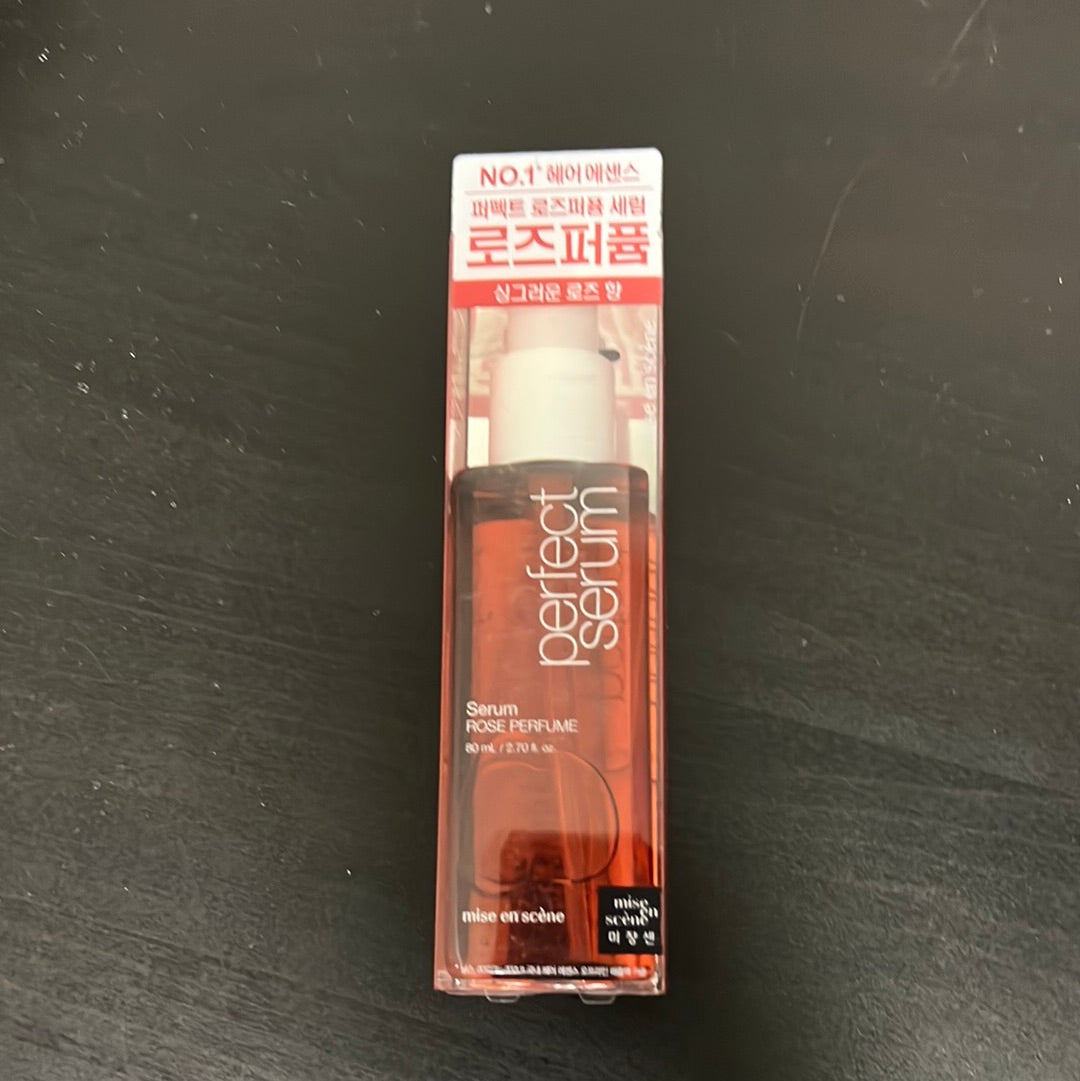 NO.1* 헤어 에센스
퍼펙트 로즈퍼퓸 세럼
로즈퍼퓸
싱그러운 로즈 향
en scène
perfect
serum
Serum
ROSE PERFUME
80 mL / 2.70 fl. oz.
mise en scène
mise
en
scène
미쟝센